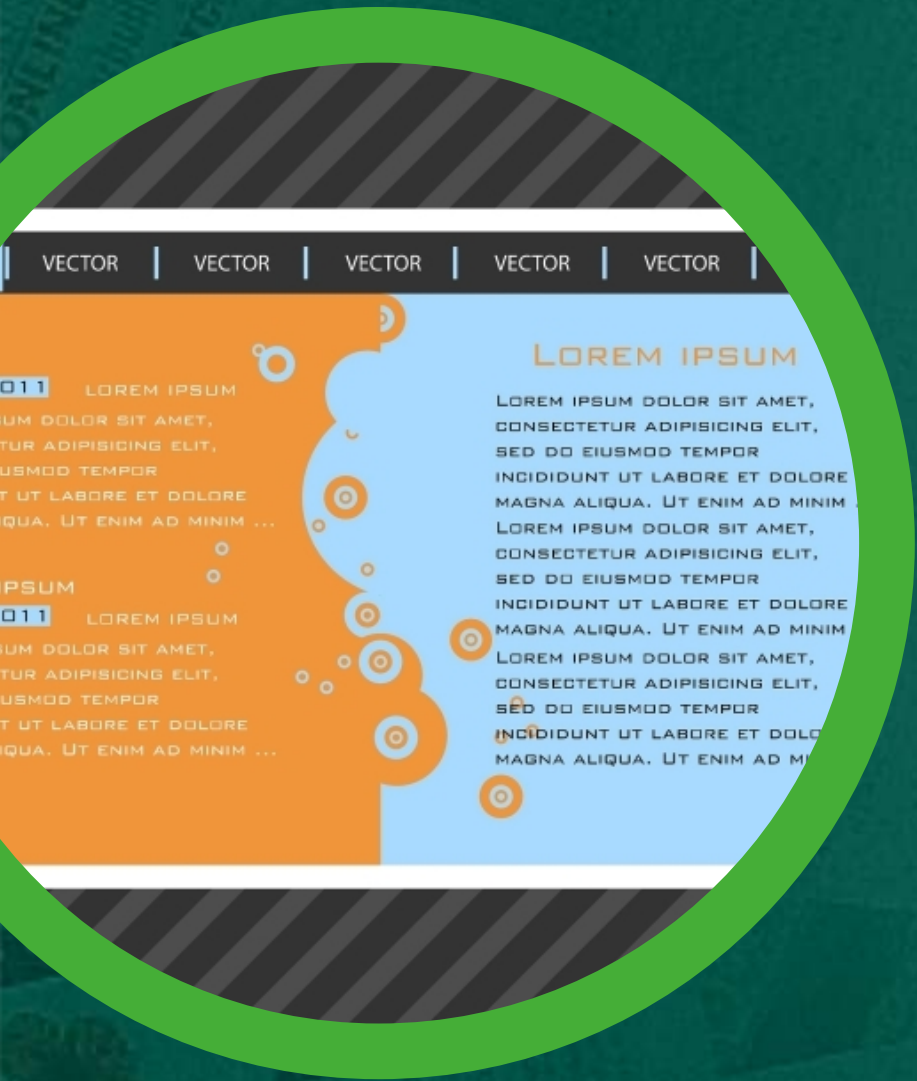 VECTOR VECTOR VECTOR VECTOR VECTOR
011 LOREM IPSUM
DOLOR SIT AMET,
ADIPISICING ELIT,
TEMPOR
UT LABORE ET DOLORE
UT ENIM AD MINIM ...
IPSUM
011 LOREM IPSUM
DOLOR SIT AMET,
ADIPISICING ELIT,
TEMPOR
UT LABORE ET DOLORE
UT ENIM AD MINIM ...
LOREM IPSUM
LOREM IPSUM DOLOR SIT AMET,
CONSECTETUR ADIPISICING ELIT,
SED DO EIUSMOD TEMPOR
INCIDIDUNT UT LABORE ET DOLORE
MAGNA ALIQUA. UT ENIM AD MINIM .
LOREM IPSUM DOLOR SIT AMET,
CONSECTETUR ADIPISICING ELIT,
SED DO EIUSMOD TEMPOR
INCIDIDUNT UT LABORE ET DOLORE
MAGNA ALIQUA. UT ENIM AD MINIM
LOREM IPSUM DOLOR SIT AMET,
CONSECTETUR ADIPISICING ELIT,
SED DO EIUSMOD TEMPOR
INCIDIDUNT UT LABORE ET
MAGNA ALIQUA. UT ENIM AD